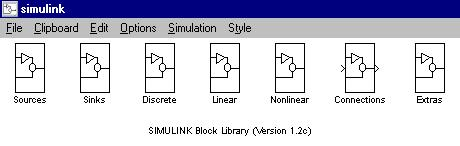 simulink
File Clipboard Edit Options Simulation Style
Sources Sinks Discrete Linear Nonlinear Connections Extras
SIMULINK Block Library (Version 1.2c)